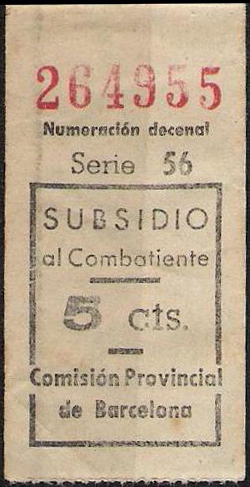 264955
Numeración decenal
Serie 56
SUBSIDIO
al Combatiente
5 cts.
Comisión Provincial
de Barcelona